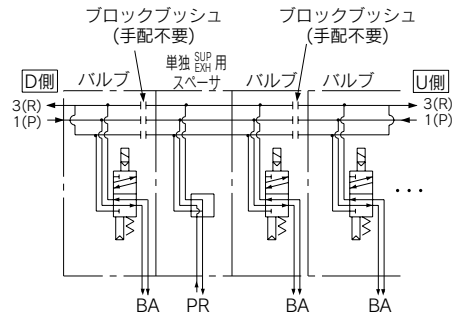 ブロックブッシュ
(手配不要)
ブロックブッシュ
(手配不要)
単独 SUP EXH 用
スペーサ
D側
バルブ
バルブ
バルブ
U側
3(R)
1(P)
3(R)
1(P)
...
BA
PR
BA
BA